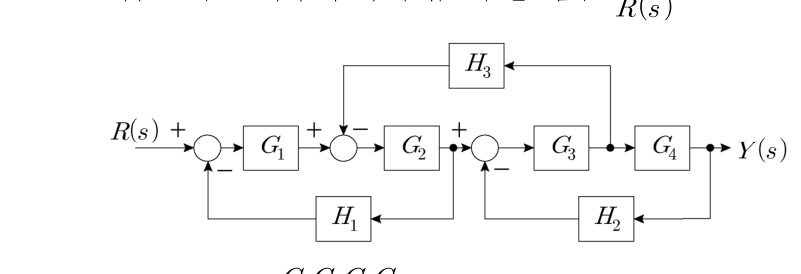 R(s)
H₃
R(s) + + − + Y(s)
G₁ G₂ G₃ G₄
− −
H₁ H₂